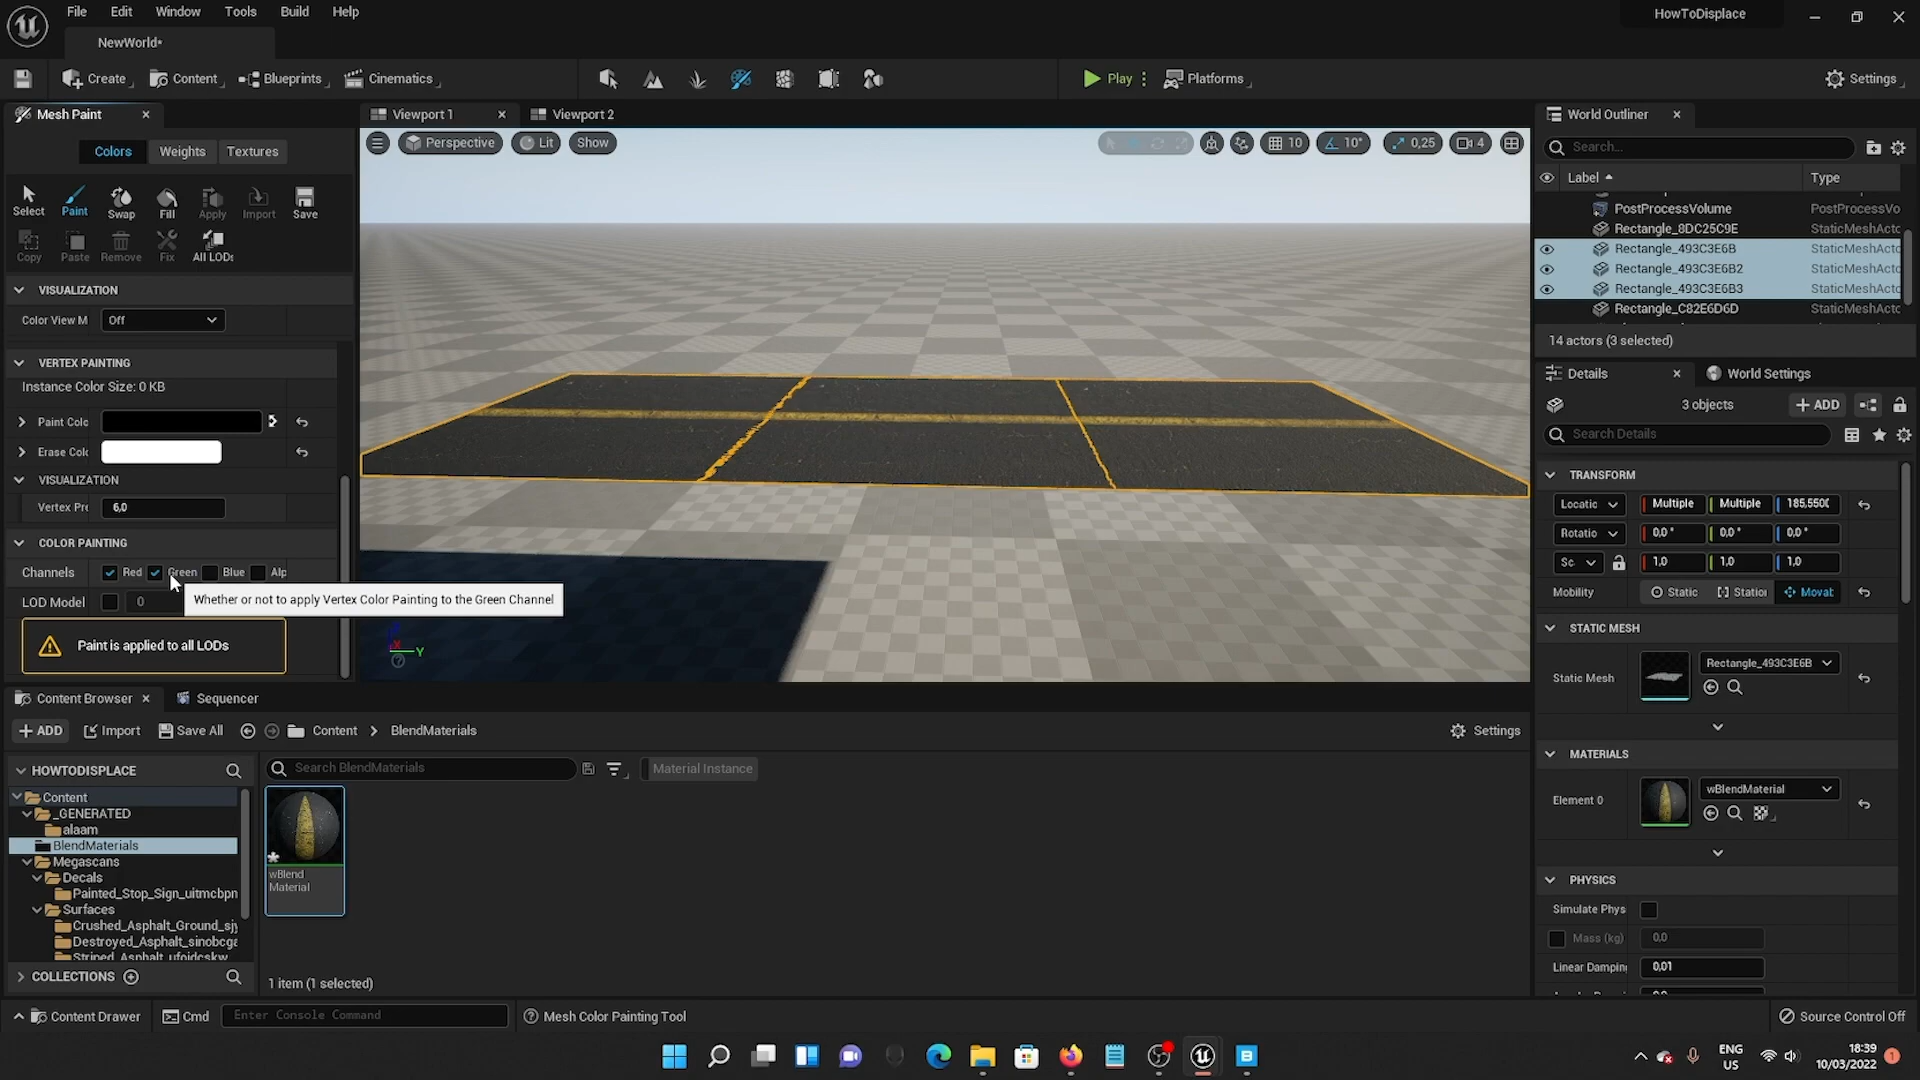 File Edit Window Tools Build Help
HowToDisplace
NewWorld*
Create Content Blueprints Cinematics
Play Platforms
Settings
Mesh Paint
Colors Weights Textures
Select Paint Swap Fill Apply Import Save
Copy Paste Remove Fix All LODs
VISUALIZATION
Color View M Off
VERTEX PAINTING
Instance Color Size: 0 KB
Paint Colo
Erase Colo
VISUALIZATION
Vertex Pre 6,0
COLOR PAINTING
Channels Red Green Blue Alp
LOD Model 0
Whether or not to apply Vertex Color Painting to the Green Channel
Paint is applied to all LODs
Viewport 1 Viewport 2
Perspective Lit Show
10 10° 0,25 4
X Y
World Outliner
Search...
Label Type
PostProcessVolume PostProcessVo
Rectangle_8DC25C9E StaticMeshActo
Rectangle_493C3E6B StaticMeshActo
Rectangle_493C3E6B2 StaticMeshActo
Rectangle_493C3E6B3 StaticMeshActo
Rectangle_C82E6D6D StaticMeshActo
14 actors (3 selected)
Details World Settings
3 objects ADD
Search Details
TRANSFORM
Locatic Multiple Multiple 185,550(
Rotatio 0,0 ° 0,0 ° 0,0 °
Sc 1,0 1,0 1,0
Mobility Static Station Movab
STATIC MESH
Static Mesh Rectangle_493C3E6B
MATERIALS
Element 0 wBlendMaterial
PHYSICS
Simulate Phys
Mass (kg) 0,0
Linear Damping 0,01
Content Browser Sequencer
ADD Import Save All Content > BlendMaterials
Settings
HOWTODISPLACE
Search BlendMaterials
Material Instance
Content
_GENERATED
alaam
BlendMaterials
Megascans
Decals
Painted_Stop_Sign_uitmcbpn
Surfaces
Crushed_Asphalt_Ground_sjy
Destroyed_Asphalt_sinobcga
Striped_Asphalt_ufoidcskw
COLLECTIONS
wBlend
Material
1 item (1 selected)
Content Drawer Cmd Enter Console Command Mesh Color Painting Tool
Source Control Off
ENG
US
18:39
10/03/2022
1